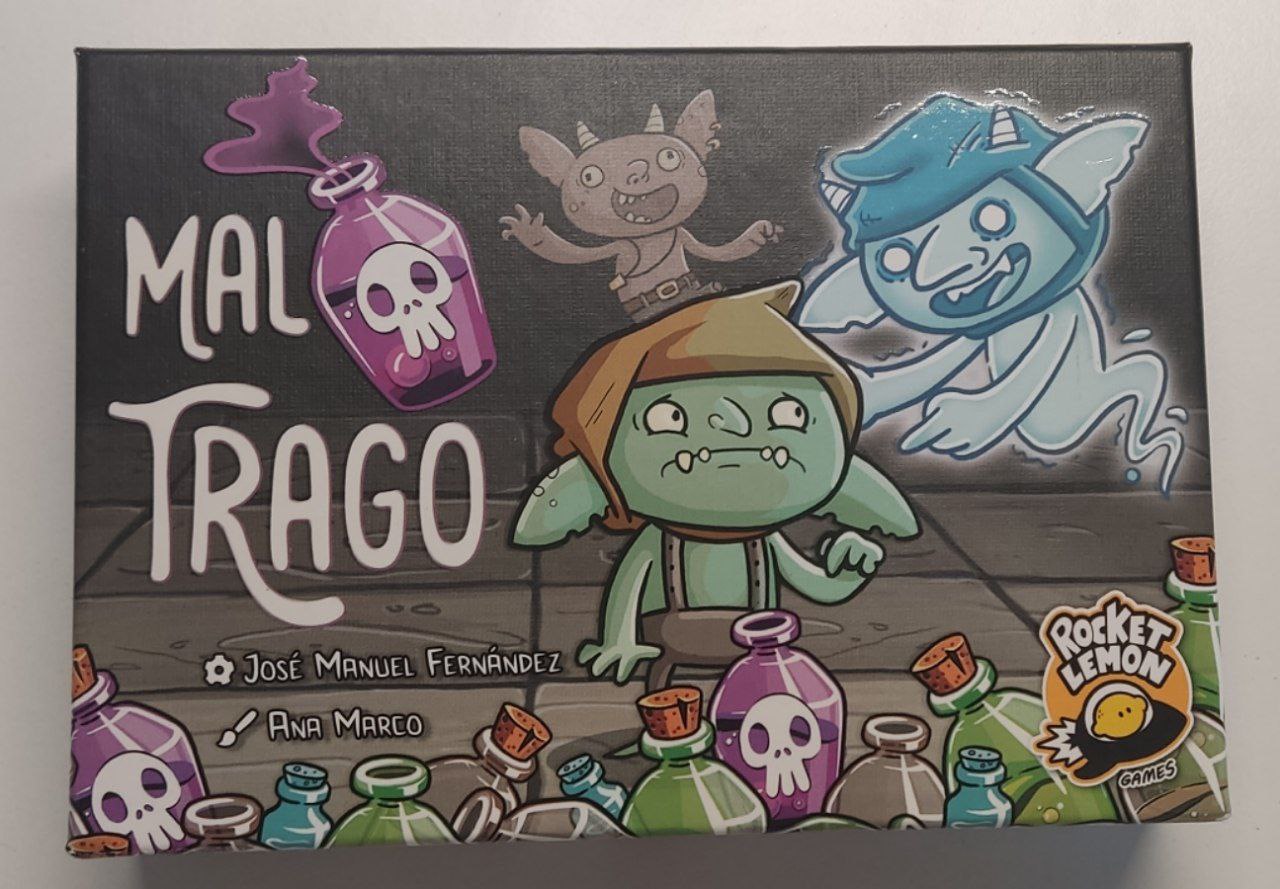 MAL
TRAGO
JOSÉ MANUEL FERNÁNDEZ
ANA MARCO
ROCKET
LEMON
GAMES